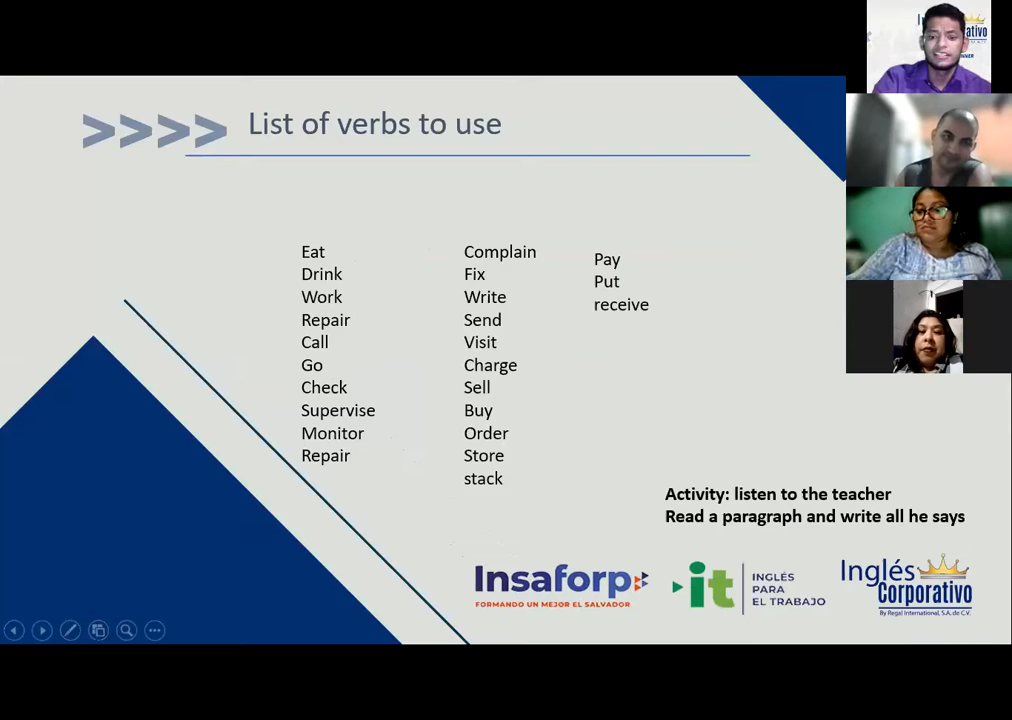 >>>> List of verbs to use
Eat
Drink
Work
Repair
Call
Go
Check
Supervise
Monitor
Repair
Complain
Fix
Write
Send
Visit
Charge
Sell
Buy
Order
Store
stack
Pay
Put
receive
Activity: listen to the teacher
Read a paragraph and write all he says
Insaforp
FORMANDO UN MEJOR EL SALVADOR
it
INGLÉS
PARA
EL TRABAJO
Inglés
Corporativo
By Regal International, S.A. de C.V.